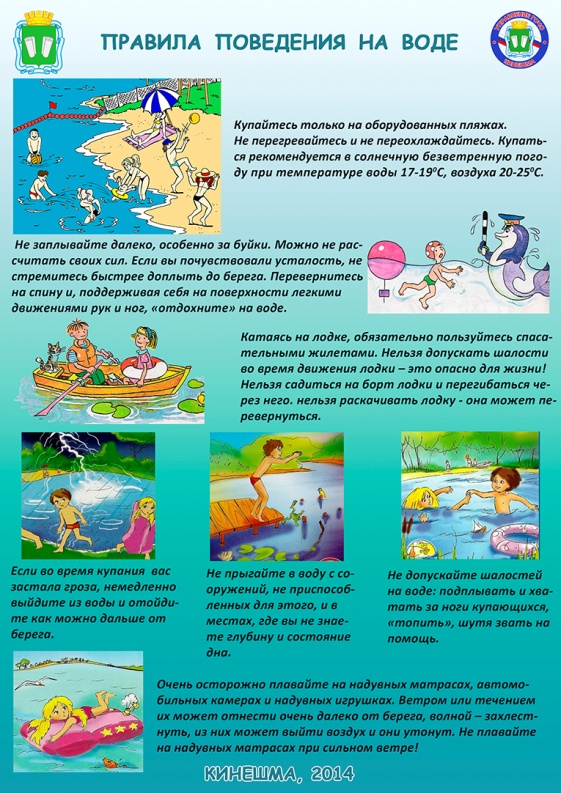 ПРАВИЛА ПОВЕДЕНИЯ НА ВОДЕ
Купайтесь только на оборудованных пляжах.
Не перегревайтесь и не переохлаждайтесь. Купать-
ся рекомендуется в солнечную безветренную пого-
ду при температуре воды 17-19⁰С, воздуха 20-25⁰С.
Не заплывайте далеко, особенно за буйки. Можно не рас-
считать своих сил. Если вы почувствовали усталость, не
стремитесь быстрее доплыть до берега. Перевернитесь
на спину и, поддерживая себя на поверхности легкими
движениями рук и ног, «отдохните» на воде.
Катаясь на лодке, обязательно пользуйтесь спаса-
тельными жилетами. Нельзя допускать шалости
во время движения лодки – это опасно для жизни!
Нельзя садиться на борт лодки и перегибаться че-
рез него. нельзя раскачивать лодку - она может пе-
ревернуться.
Если во время купания вас
застала гроза, немедленно
выйдите из воды и отойди-
те как можно дальше от
берега.
Не прыгайте в воду с со-
оружений, не приспособ-
ленных для этого, и в
местах, где вы не знае-
те глубину и состояние
дна.
Не допускайте шалостей
на воде: подплывать и хва-
тать за ноги купающихся,
«топить», шутя звать на
помощь.
Очень осторожно плавайте на надувных матрасах, автомо-
бильных камерах и надувных игрушках. Ветром или течением
их может отнести очень далеко от берега, волной – захлест-
нуть, из них может выйти воздух и они утонут. Не плавайте
на надувных матрасах при сильном ветре!
КИНЕШМА, 2014